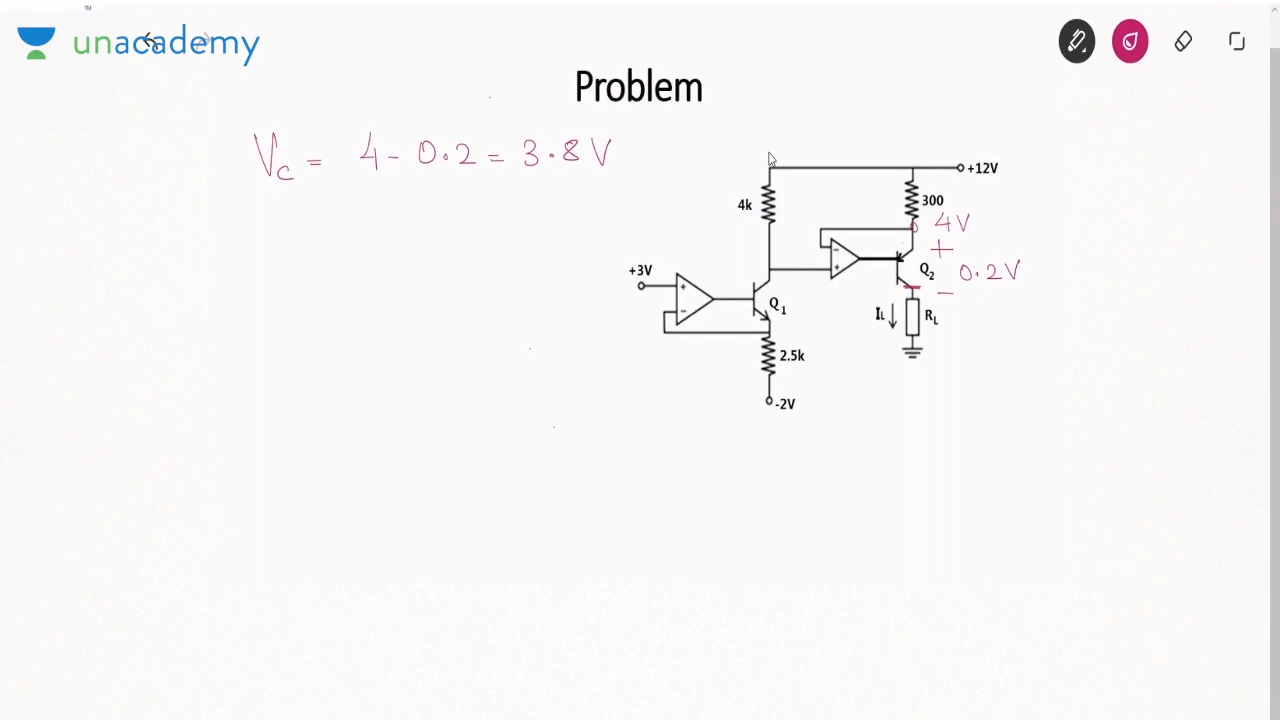 TM
unacademy
Problem
Vc = 4 - 0.2 = 3.8 V
+12V
4k
300
4V
+
+3V
Q2
0.2V
-
Q1
IL
RL
2.5k
-2V